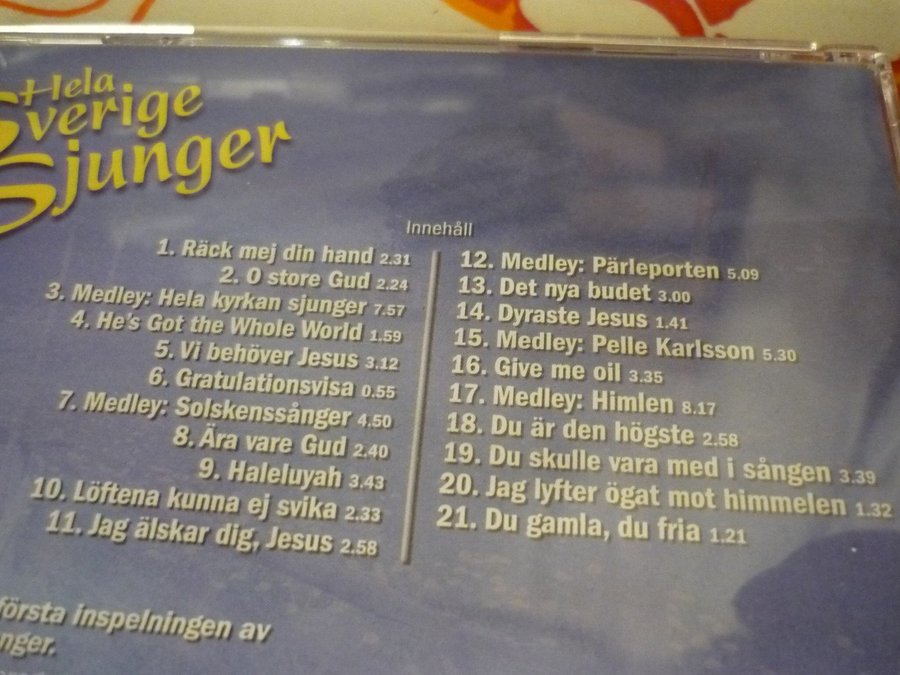 Hela
Sverige
Sjunger
Innehåll
1. Räck mej din hand 2.31
2. O store Gud 2.24
3. Medley: Hela kyrkan sjunger 7.57
4. He's Got the Whole World 1.59
5. Vi behöver Jesus 3.12
6. Gratulationsvisa 0.55
7. Medley: Solskenssånger 4.50
8. Ära vare Gud 2.40
9. Haleluyah 3.43
10. Löftena kunna ej svika 2.33
11. Jag älskar dig, Jesus 2.58
12. Medley: Pärleporten 5.09
13. Det nya budet 3.00
14. Dyraste Jesus 1.41
15. Medley: Pelle Karlsson 5.30
16. Give me oil 3.35
17. Medley: Himlen 8.17
18. Du är den högste 2.58
19. Du skulle vara med i sången 3.39
20. Jag lyfter ögat mot himmelen 1.32
21. Du gamla, du fria 1.21
första inspelningen av
nger.